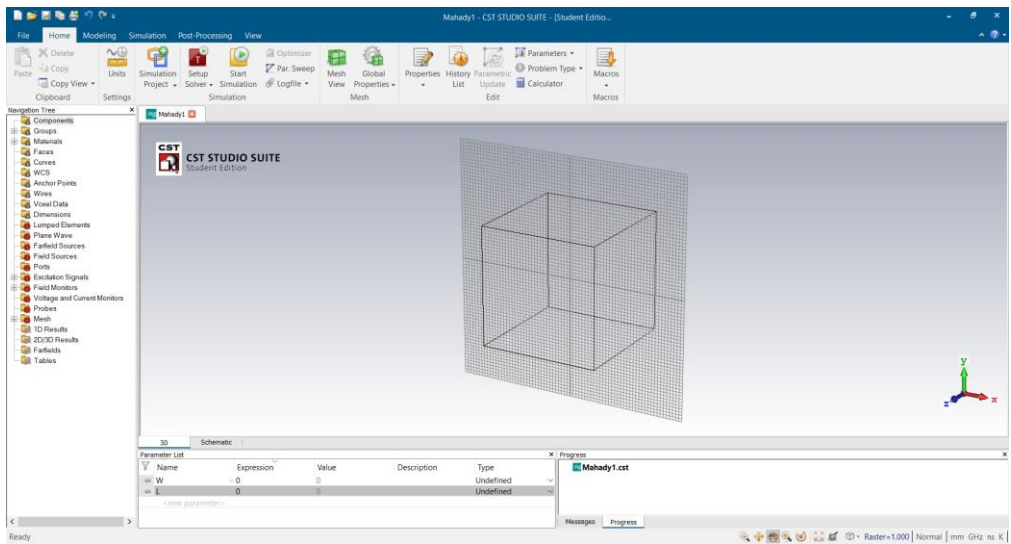 Mahady1 - CST STUDIO SUITE - [Student Editio...
File Home Modeling Simulation Post-Processing View
Paste
Delete
Copy
Copy View
Clipboard
Units
Settings
Simulation Project
Setup Solver
Start Simulation
Optimizer
Par. Sweep
Logfile
Simulation
Mesh View
Global Properties
Mesh
Properties
History List
Parametric Update
Parameters
Problem Type
Calculator
Edit
Macros
Macros
Navigation Tree
Components
Groups
Materials
Faces
Curves
WCS
Anchor Points
Wires
Voxel Data
Dimensions
Lumped Elements
Plane Wave
Farfield Sources
Field Sources
Ports
Excitation Signals
Field Monitors
Voltage and Current Monitors
Probes
Mesh
1D Results
2D/3D Results
Farfields
Tables
Mahady1
CST
CST STUDIO SUITE
Student Edition
y
z x
3D Schematic
Parameter List
Name Expression Value Description Type
W 0 0 Undefined
L 0 0 Undefined
<new parameter>
Progress
Mahady1.cst
Messages Progress
Ready
Raster=1.000 Normal mm GHz ns K